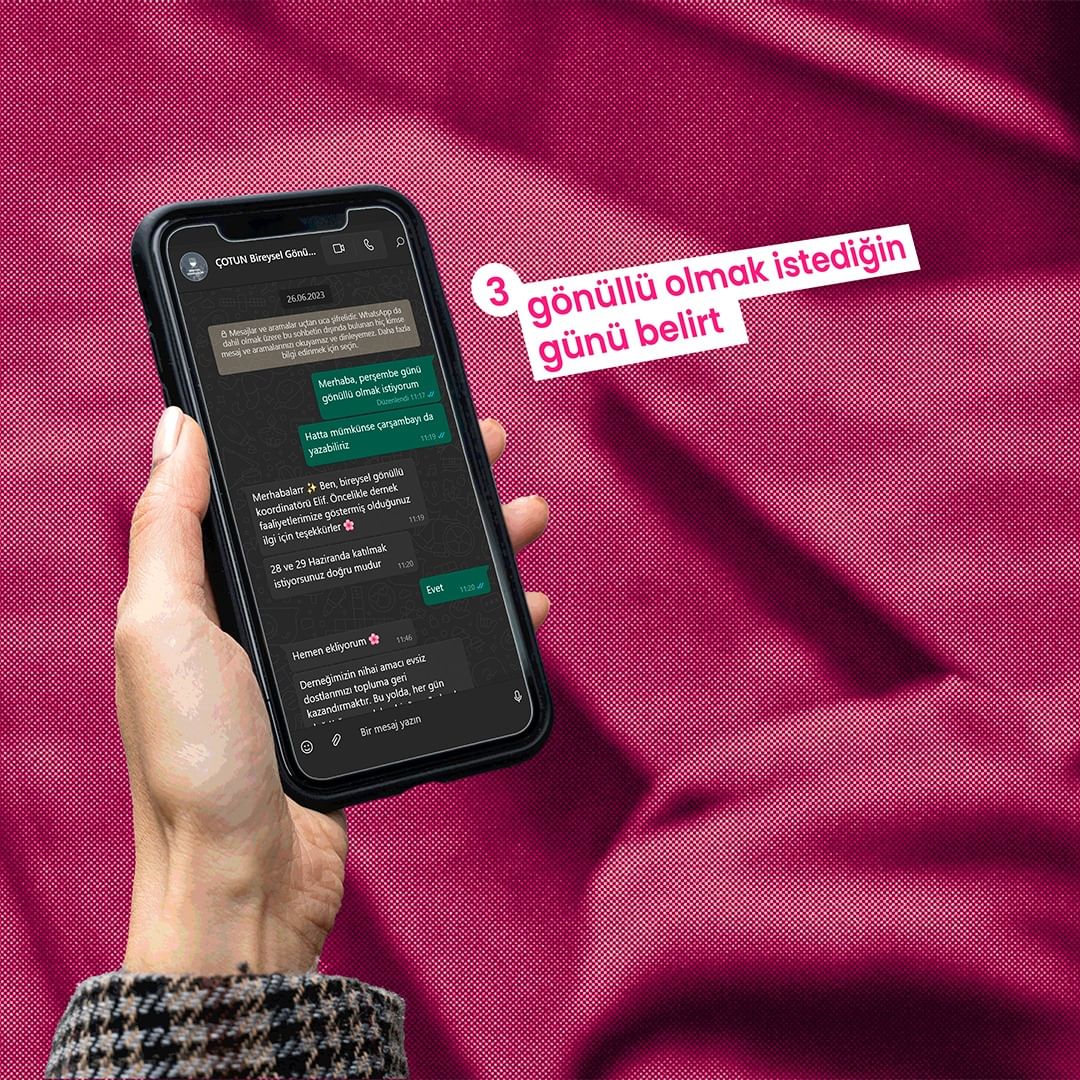 ÇOTUN Bireysel Gönü...
26.06.2023
Mesajlar ve aramalar uçtan uca şifrelidir. WhatsApp da
dahil olmak üzere bu sohbetin dışında bulunan hiç kimse
mesaj ve aramalarınızı okuyamaz ve dinleyemez. Daha fazla
bilgi edinmek için seçin.
Merhaba, perşembe günü
gönüllü olmak istiyorum
Düzenlendi 11:17
Hatta mümkünse çarşambayı da
yazabiliriz 11:19
Merhabalarr ✨ Ben, bireysel gönüllü
koordinatörü Elif. Öncelikle dernek
faaliyetlerimize göstermiş olduğunuz
ilgi için teşekkürler 🌸 11:19
28 ve 29 Haziranda katılmak
istiyorsunuz doğru mudur 11:20
Evet 11:20
Hemen ekliyorum 🌸 11:46
Derneğimizin nihai amacı evsiz
dostlarımızı topluma geri
kazandırmaktır. Bu yolda, her gün
Bir mesaj yazın
3 gönüllü olmak istediğin
günü belirt